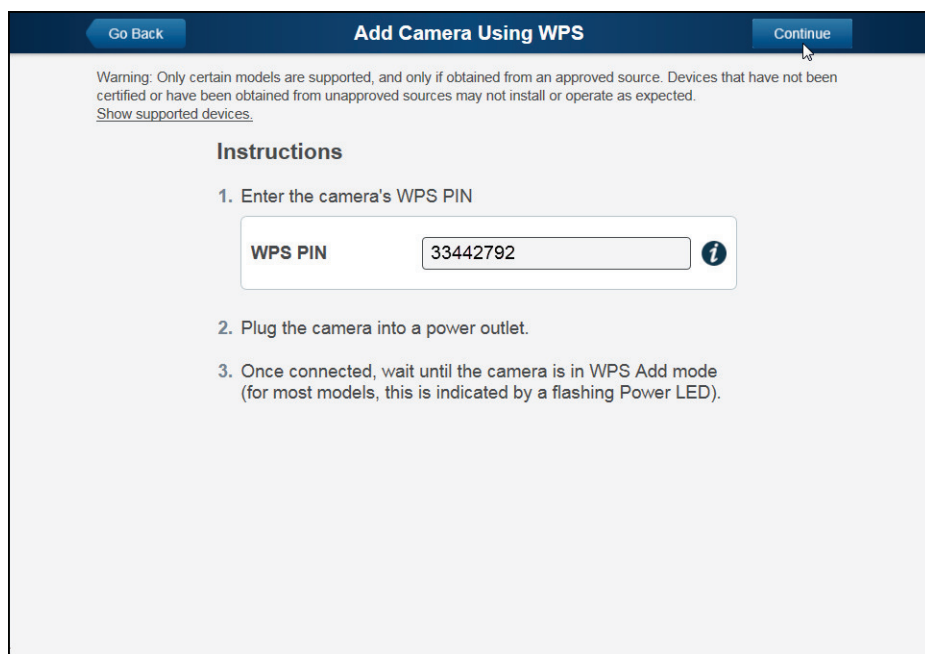 Go Back
Add Camera Using WPS
Continue
Warning: Only certain models are supported, and only if obtained from an approved source. Devices that have not been
certified or have been obtained from unapproved sources may not install or operate as expected.
Show supported devices.
Instructions
1. Enter the camera's WPS PIN
WPS PIN
33442792
i
2. Plug the camera into a power outlet.
3. Once connected, wait until the camera is in WPS Add mode
(for most models, this is indicated by a flashing Power LED).